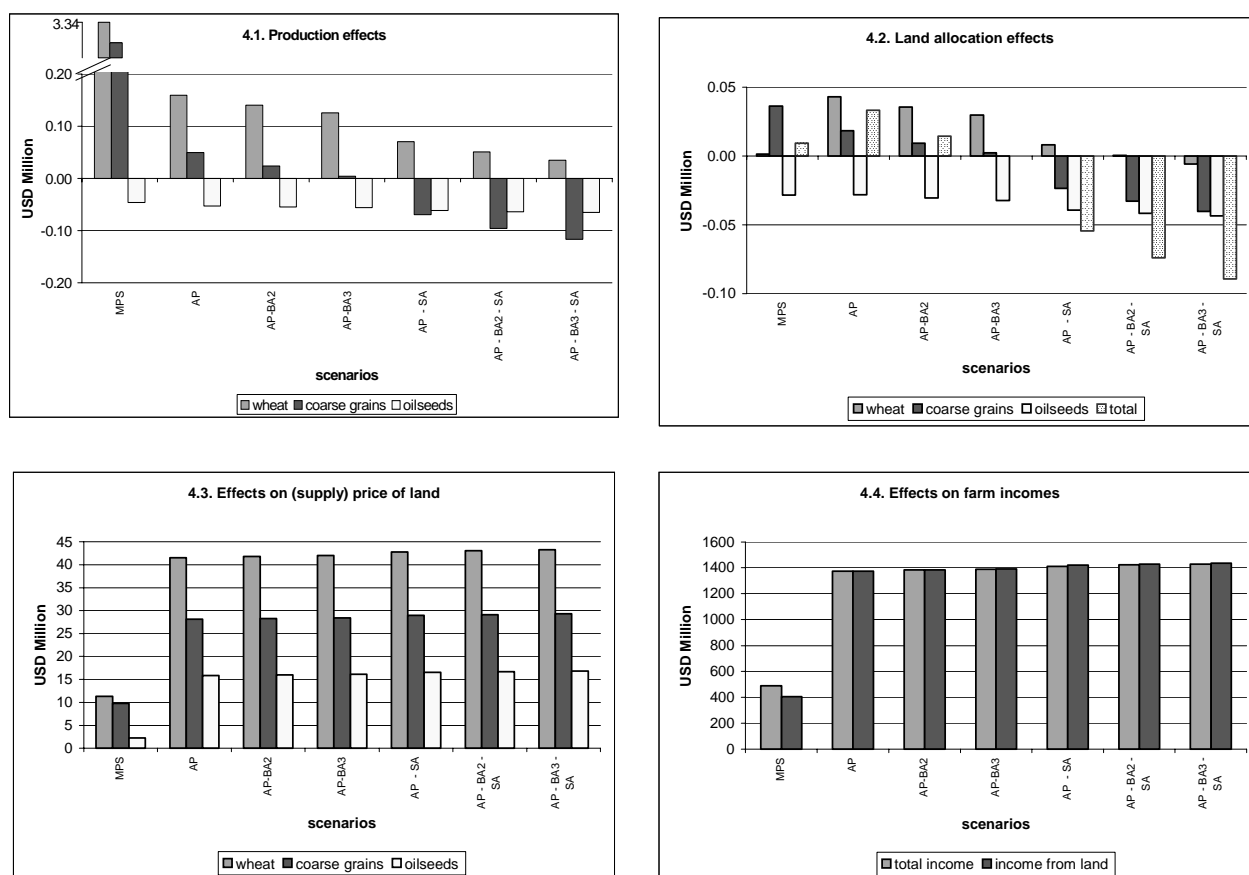 4.1. Production effects
3.34
0.20
0.10
0.00
-0.10
-0.20
USD Million
MPS
AP
AP-BA2
AP-BA3
AP - SA
AP - BA2 - SA
AP - BA3 - SA
scenarios
wheat coarse grains oilseeds
4.2. Land allocation effects
0.05
0.00
-0.05
-0.10
USD Million
MPS
AP
AP-BA2
AP-BA3
AP - SA
AP - BA2 -
SA
AP - BA3 -
SA
scenarios
wheat coarse grains oilseeds total
4.3. Effects on (supply) price of land
45
40
35
30
25
20
15
10
5
0
USD Million
MPS
AP
AP-BA2
AP-BA3
AP - SA
AP - BA2 -
SA
AP - BA3 -
SA
scenarios
wheat coarse grains oilseeds
4.4. Effects on farm incomes
1600
1400
1200
1000
800
600
400
200
0
USD Million
MPS
AP
AP-BA2
AP-BA3
AP - SA
AP - BA2 -
SA
AP - BA3 -
SA
scenarios
total income income from land